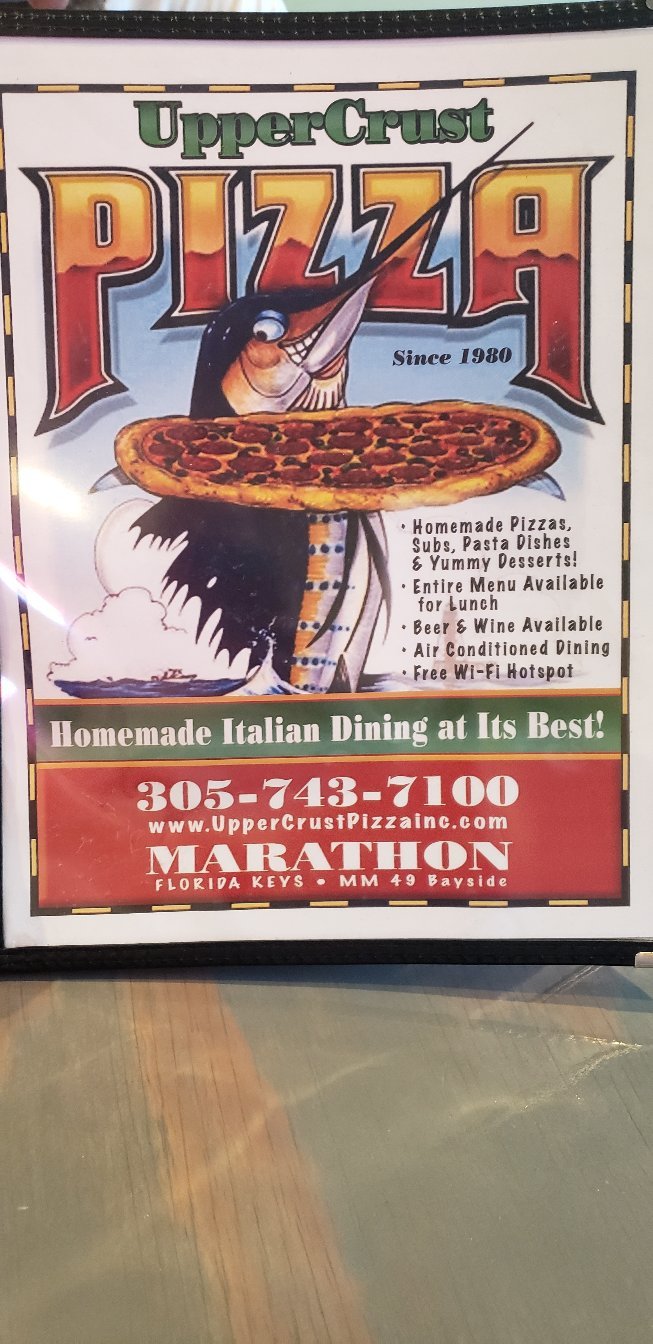 UpperCrust
PIZZA
Since 1980
• Homemade Pizzas,
Subs, Pasta Dishes
& Yummy Desserts!
• Entire Menu Available
for Lunch
• Beer & Wine Available
• Air Conditioned Dining
• Free Wi-Fi Hotspot
Homemade Italian Dining at Its Best!
305-743-7100
www.UpperCrustPizzainc.com
MARATHON
FLORIDA KEYS • MM 49 Bayside